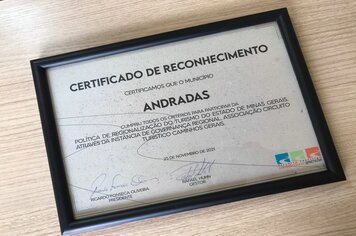 CERTIFICADO DE RECONHECIMENTO
CERTIFICAMOS QUE O MUNICÍPIO
ANDRADAS
CUMPRIU TODOS OS CRITÉRIOS PARA PARTICIPAR DA
POLÍTICA DE REGIONALIZAÇÃO DO TURISMO DO ESTADO DE MINAS GERAIS,
ATRAVÉS DA INSTÂNCIA DE GOVERNANÇA REGIONAL, ASSOCIAÇÃO CIRCUITO
TURÍSTICO CAMINHOS GERAIS.
DE NOVEMBRO DE 2021
RICARDO FONSECA OLIVEIRA
PRESIDENTE
RAFAEL HUHN
GESTOR